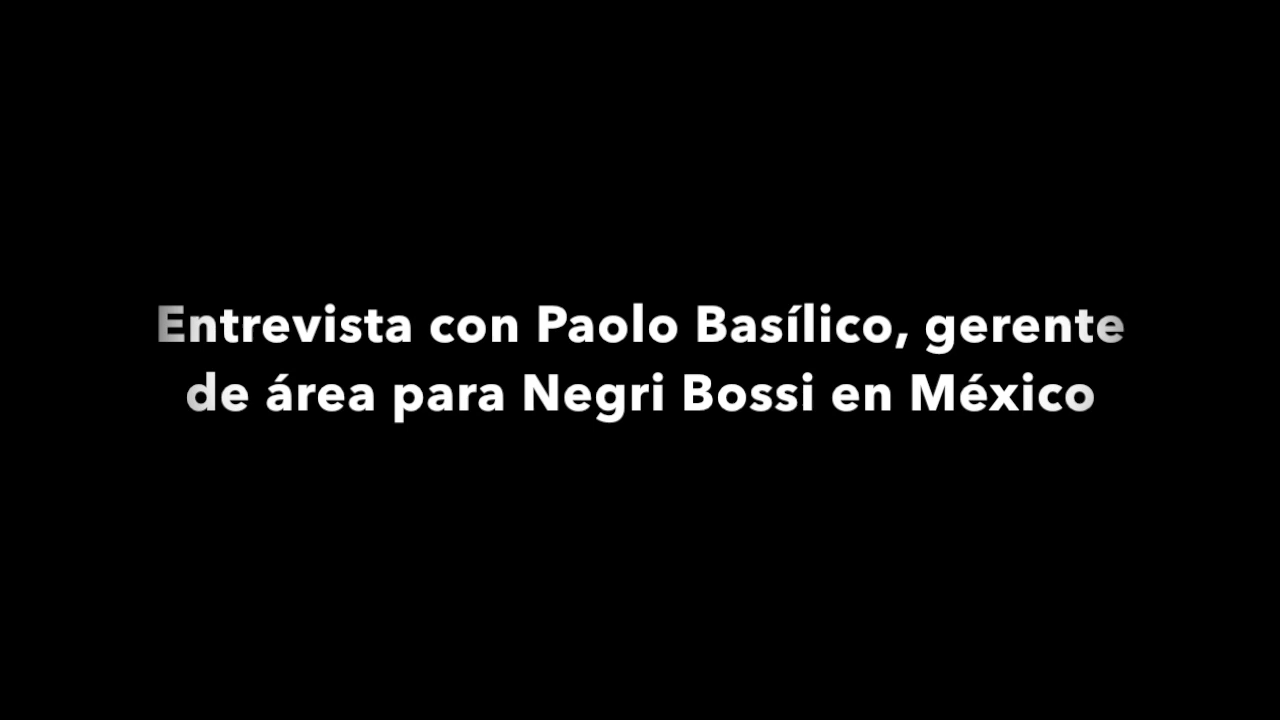 Entrevista con Paolo Basílico, gerente
de área para Negri Bossi en México